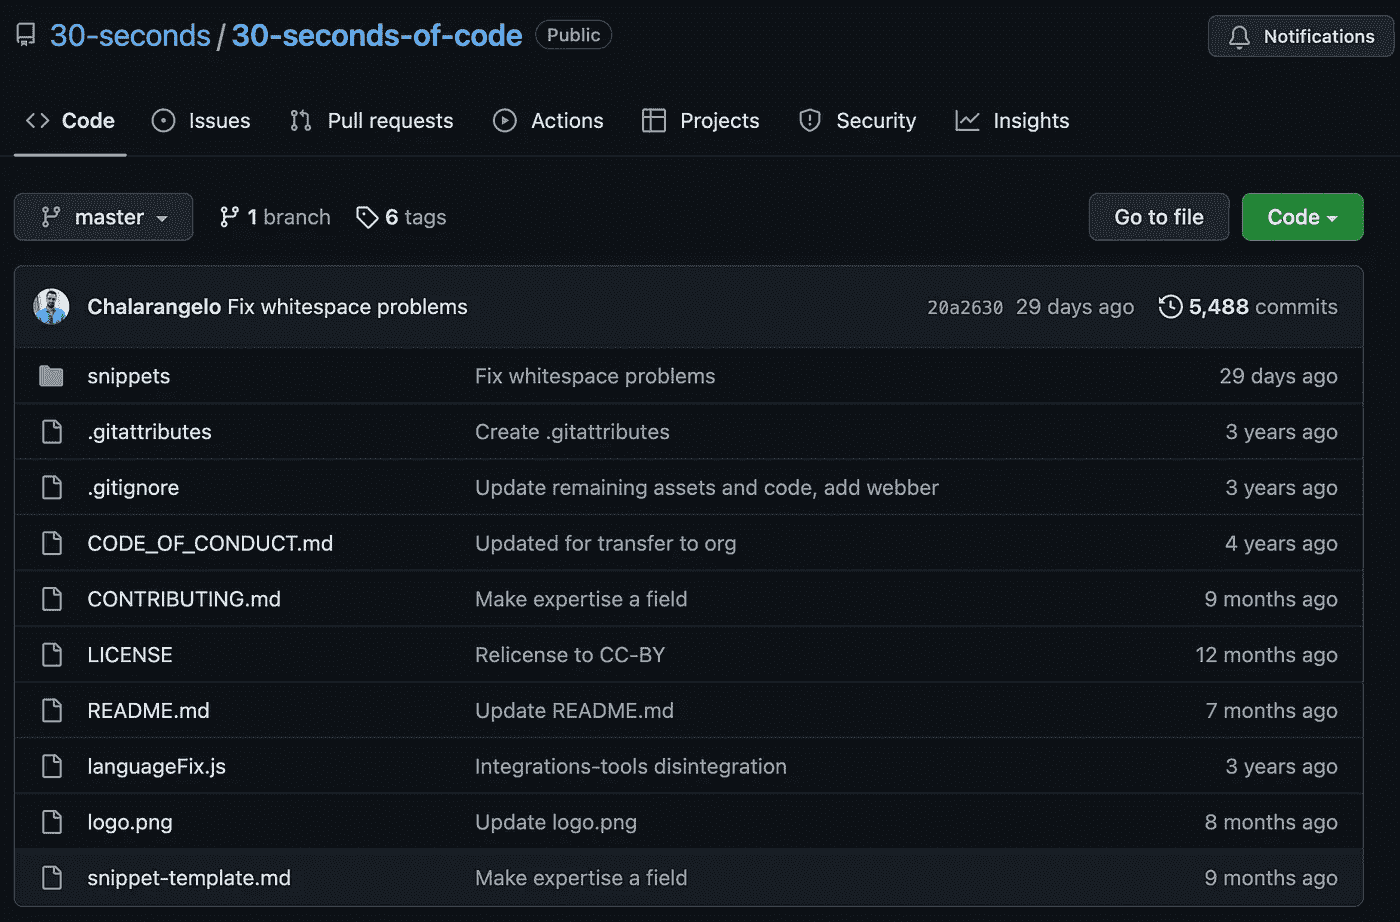 30-seconds / 30-seconds-of-code Public Notifications
Code Issues Pull requests Actions Projects Security Insights
master 1 branch 6 tags Go to file Code
Chalarangelo Fix whitespace problems 20a2630 29 days ago 5,488 commits
snippets Fix whitespace problems 29 days ago
.gitattributes Create .gitattributes 3 years ago
.gitignore Update remaining assets and code, add webber 3 years ago
CODE_OF_CONDUCT.md Updated for transfer to org 4 years ago
CONTRIBUTING.md Make expertise a field 9 months ago
LICENSE Relicense to CC-BY 12 months ago
README.md Update README.md 7 months ago
languageFix.js Integrations-tools disintegration 3 years ago
logo.png Update logo.png 8 months ago
snippet-template.md Make expertise a field 9 months ago